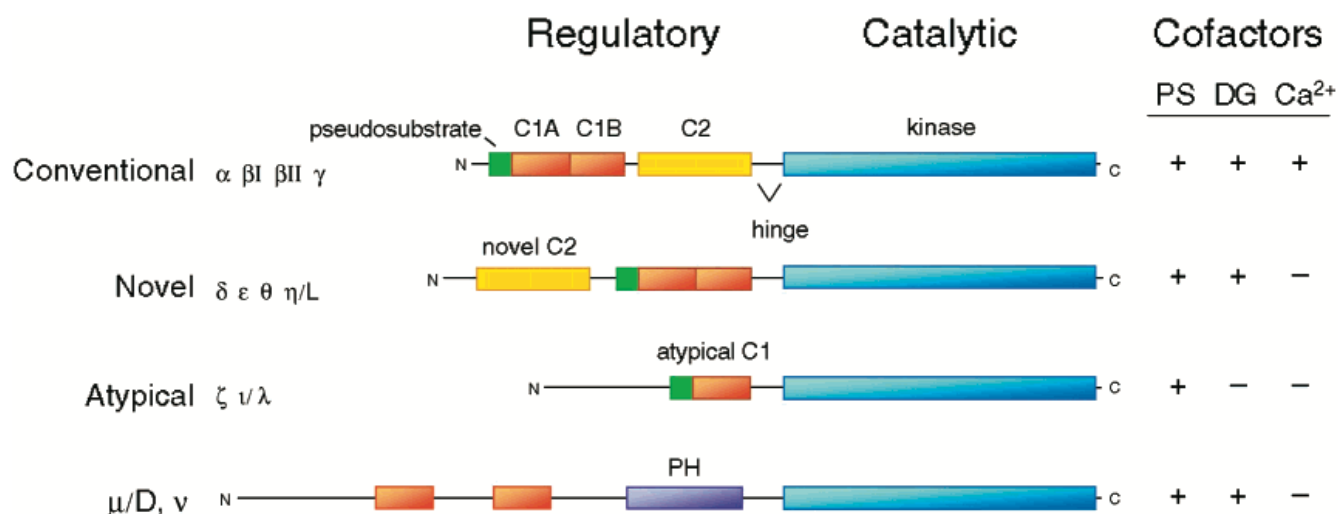 Regulatory Catalytic Cofactors
PS DG Ca²⁺
pseudosubstrate C1A C1B C2 kinase
Conventional α βI βII γ N C + + +
hinge
novel C2
Novel δ ε θ η/L N C + + −
atypical C1
Atypical ζ ι/λ N C + − −
PH
μ/D, ν N C + + −